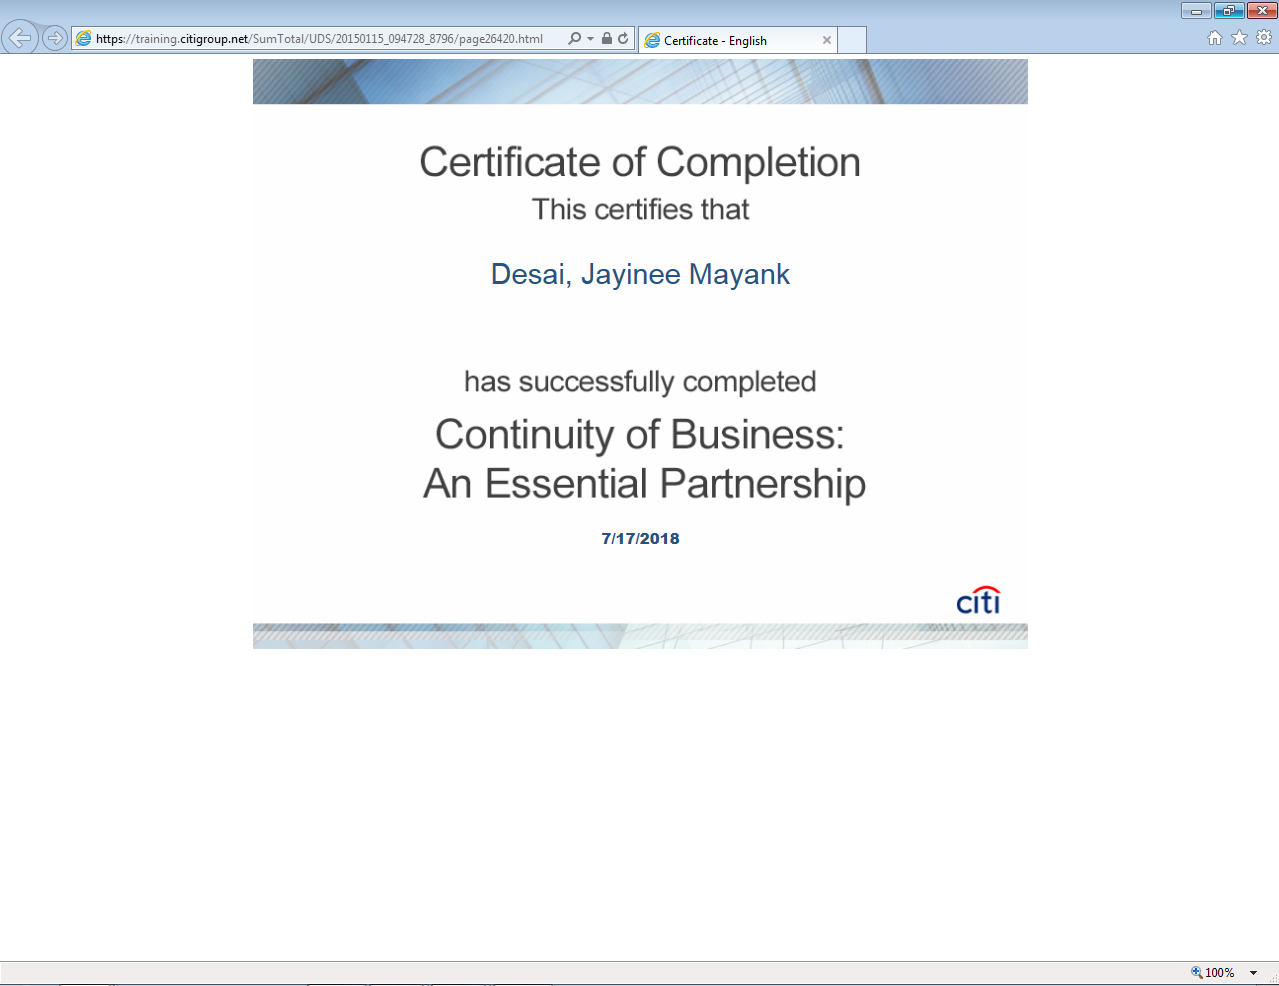 https://training.citigroup.net/SumTotal/UDS/20150115_094728_8796/page26420.html
Certificate - English
Certificate of Completion
This certifies that
Desai, Jayinee Mayank
has successfully completed
Continuity of Business:
An Essential Partnership
7/17/2018
citi
100%